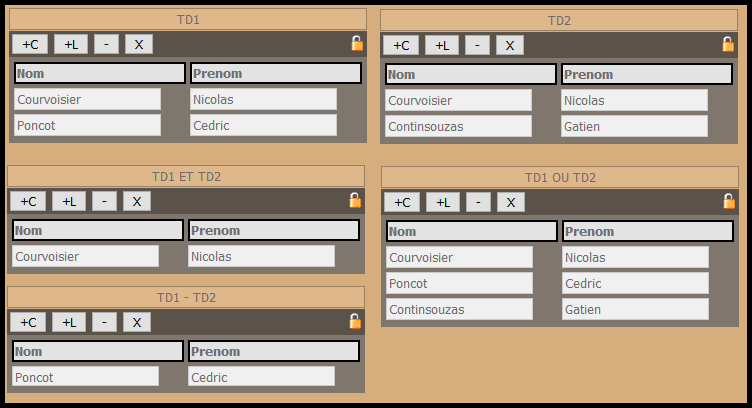 TD1
+C +L - X
Nom Prenom
Courvoisier Nicolas
Poncot Cedric
TD2
+C +L - X
Nom Prenom
Courvoisier Nicolas
Continsouzas Gatien
TD1 ET TD2
+C +L - X
Nom Prenom
Courvoisier Nicolas
TD1 OU TD2
+C +L - X
Nom Prenom
Courvoisier Nicolas
Poncot Cedric
Continsouzas Gatien
TD1 - TD2
+C +L - X
Nom Prenom
Poncot Cedric